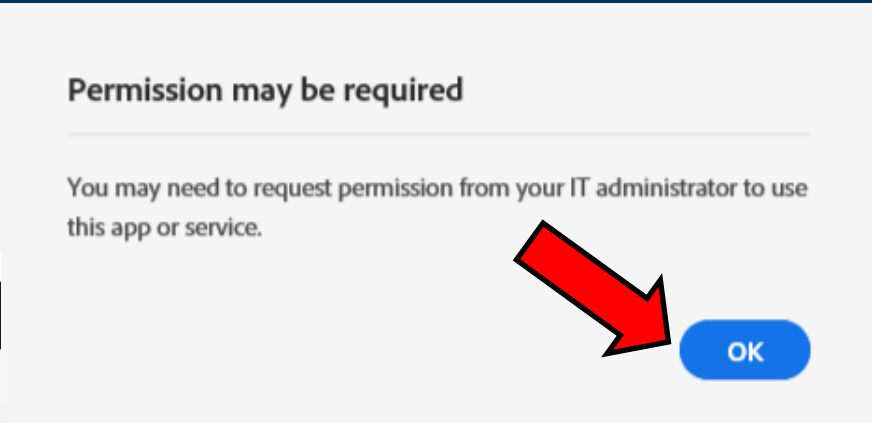 Permission may be required
You may need to request permission from your IT administrator to use
this app or service.
OK